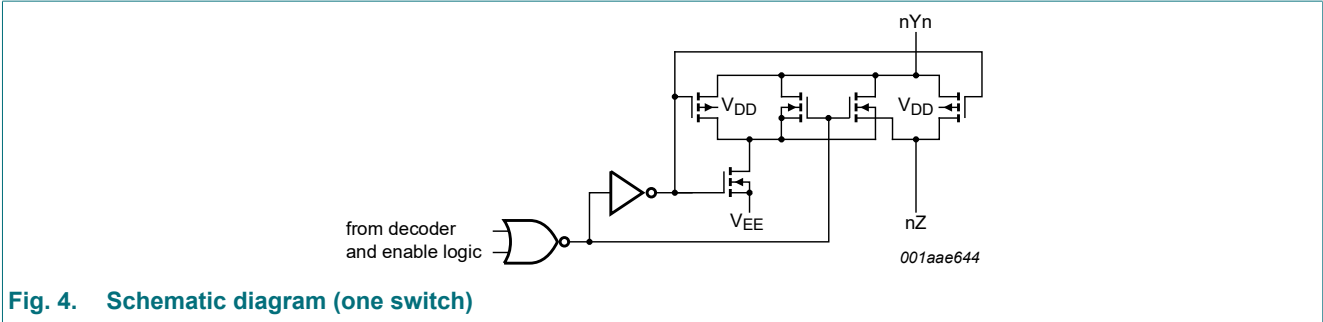 nYn
VDD
VDD
VEE
nZ
from decoder
and enable logic
001aae644
Fig. 4. Schematic diagram (one switch)